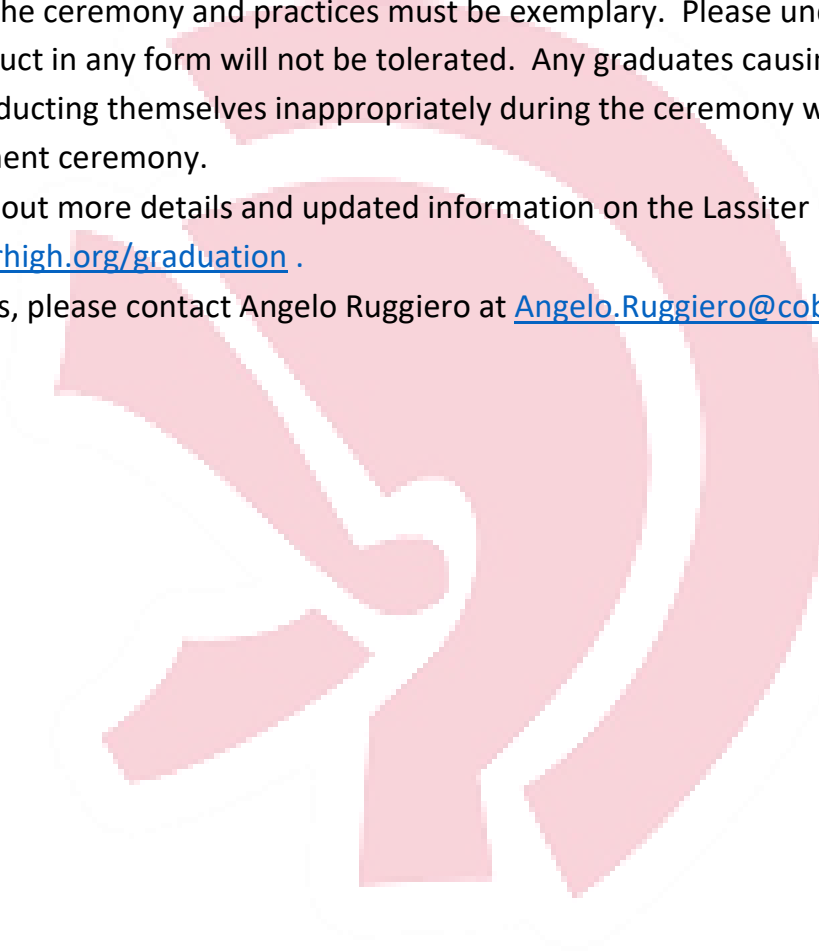 he ceremony and practices must be exemplary.  Please un
uct in any form will not be tolerated.  Any graduates causin
ducting themselves inappropriately during the ceremony w
ent ceremony.
out more details and updated information on the Lassiter
rhigh.org/graduation .
s, please contact Angelo Ruggiero at Angelo.Ruggiero@cob